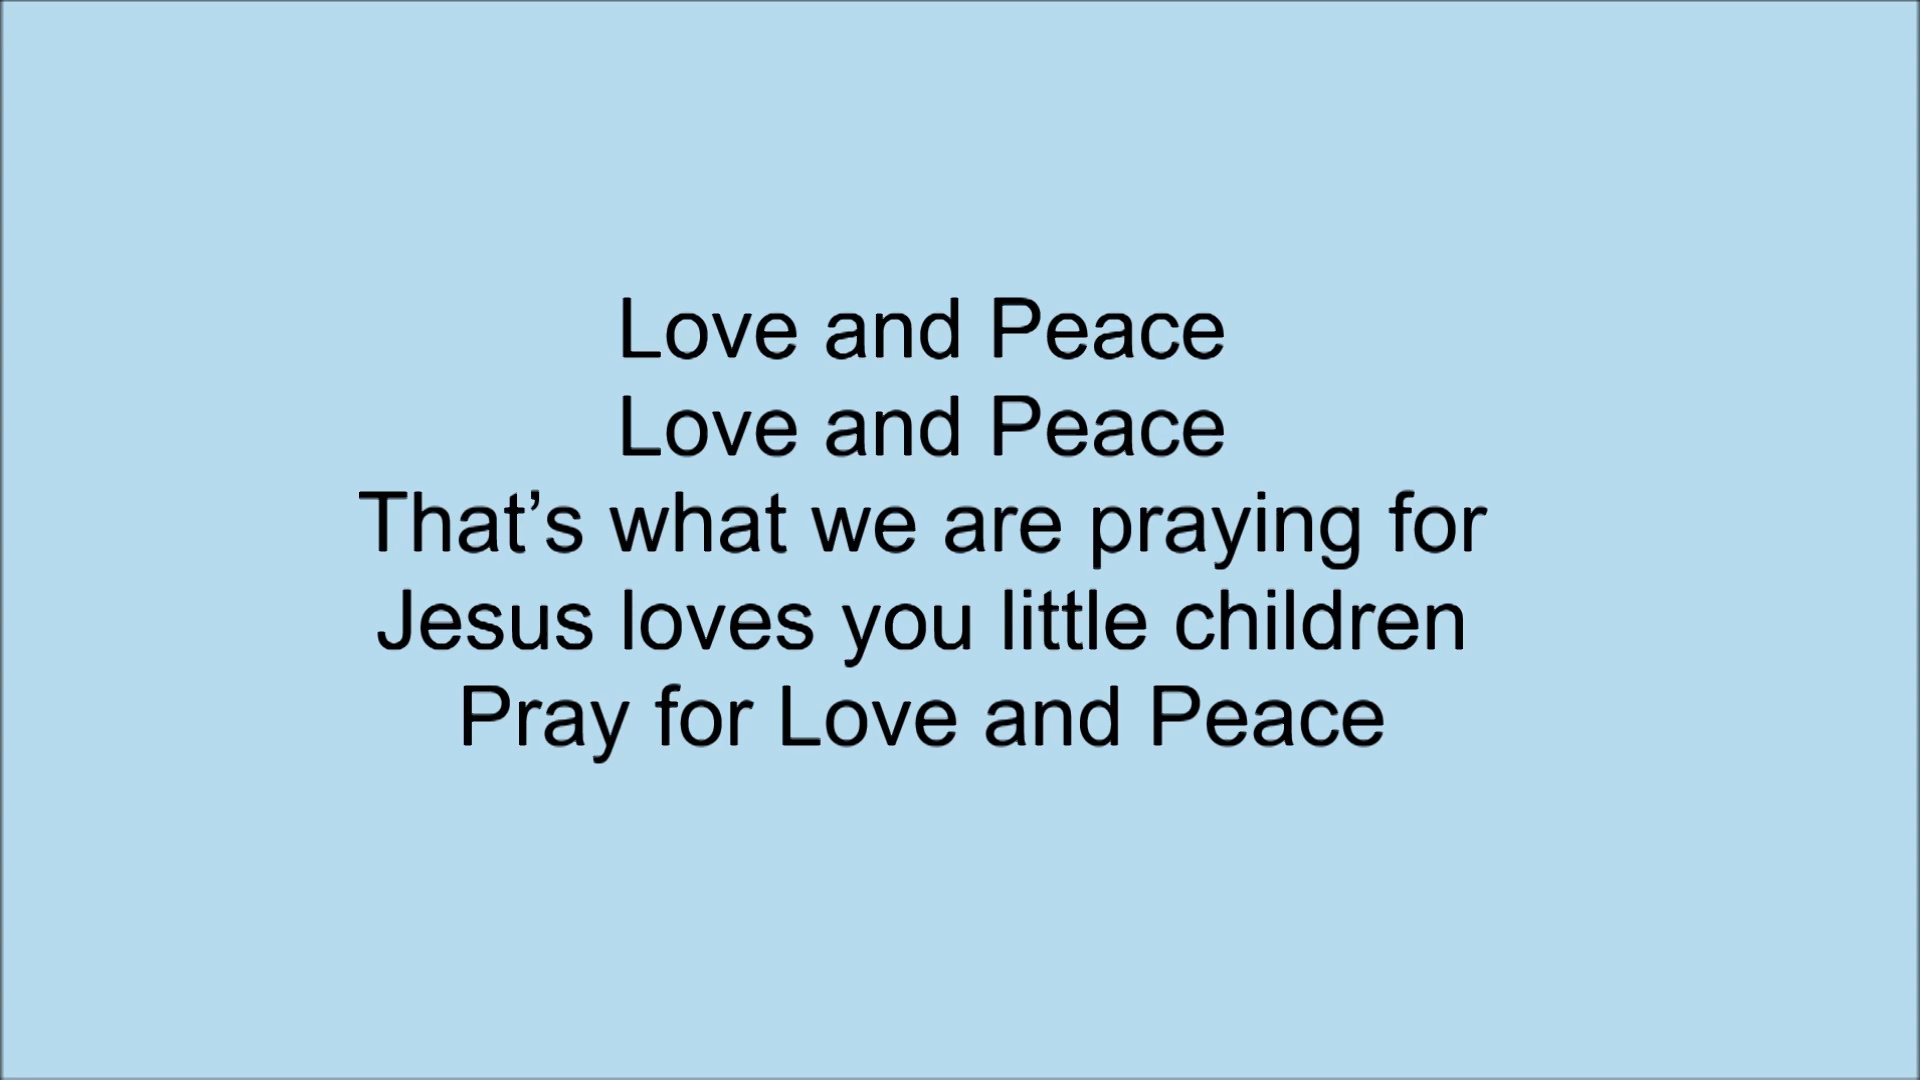 Love and Peace
Love and Peace
That’s what we are praying for
Jesus loves you little children
Pray for Love and Peace